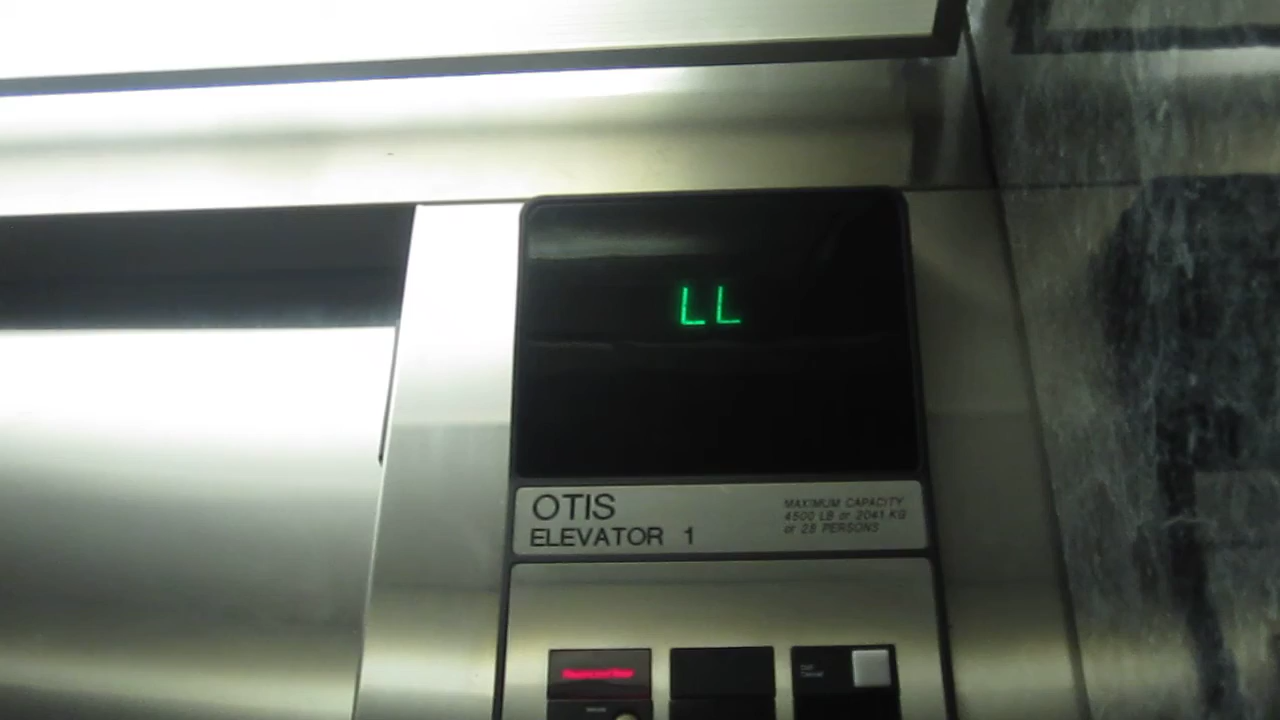 LL
OTIS
ELEVATOR 1
MAXIMUM CAPACITY
4500 LB or 2041 KG
or 28 PERSONS